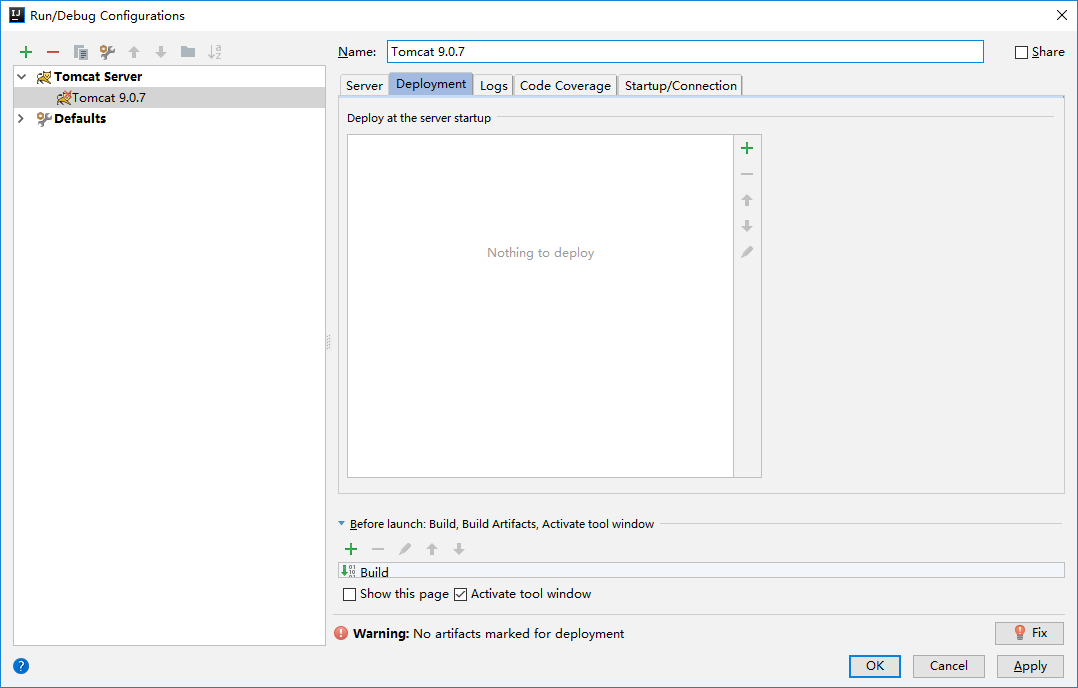 Run/Debug Configurations
Name: Tomcat 9.0.7 Share
Tomcat Server
Tomcat 9.0.7
Defaults
Server Deployment Logs Code Coverage Startup/Connection
Deploy at the server startup
Nothing to deploy
Before launch: Build, Build Artifacts, Activate tool window
Build
Show this page Activate tool window
Warning: No artifacts marked for deployment
Fix
OK Cancel Apply